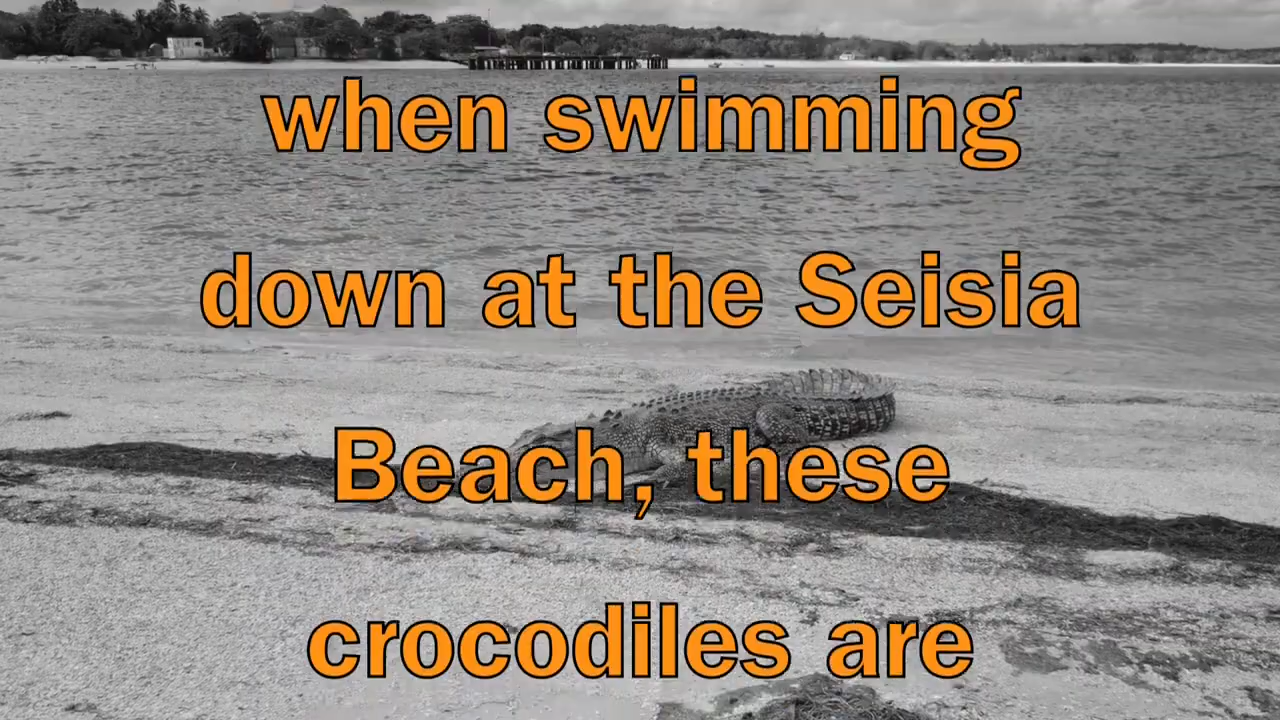 when swimming
down at the Seisia
Beach, these
crocodiles are